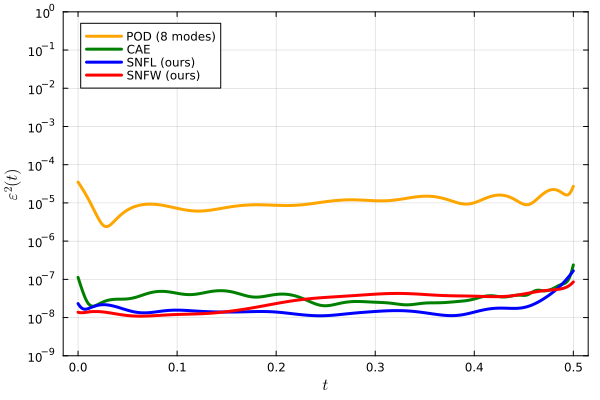 10⁰
10⁻¹
10⁻²
10⁻³
10⁻⁴
10⁻⁵
10⁻⁶
10⁻⁷
10⁻⁸
10⁻⁹
ε²(t)
POD (8 modes)
CAE
SNFL (ours)
SNFW (ours)
0.0 0.1 0.2 0.3 0.4 0.5
t